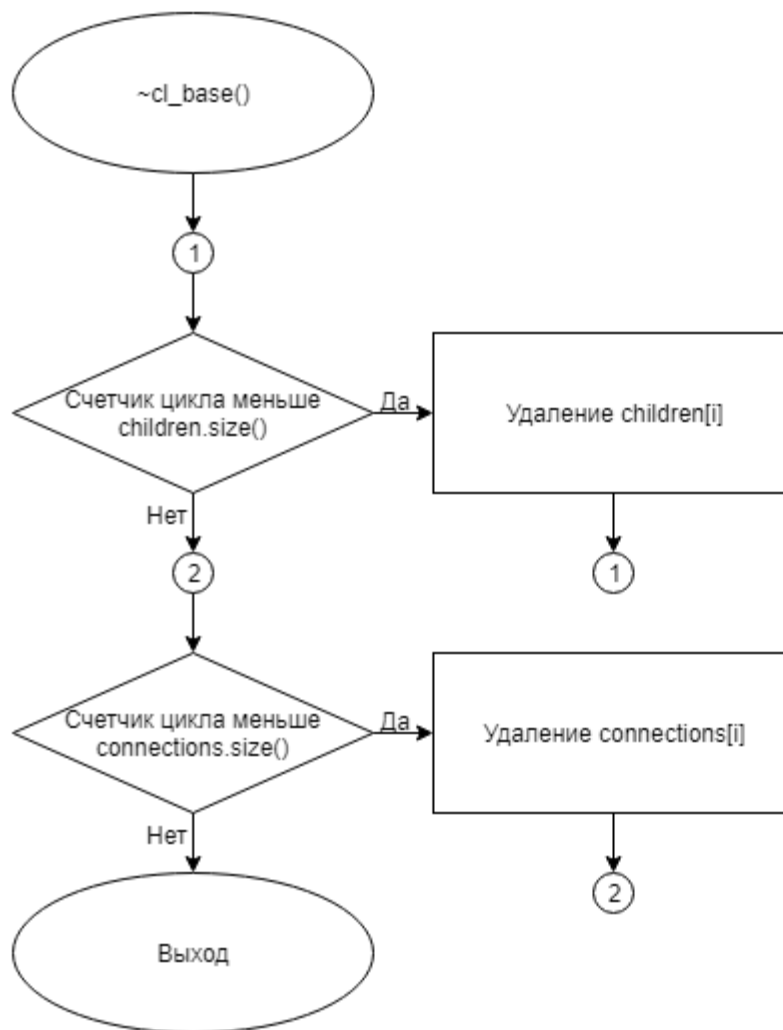 ~cl_base()
1
Счетчик цикла меньше
children.size()
Да
Удаление children[i]
Нет
2
1
Счетчик цикла меньше
connections.size()
Да
Удаление connections[i]
Нет
2
Выход